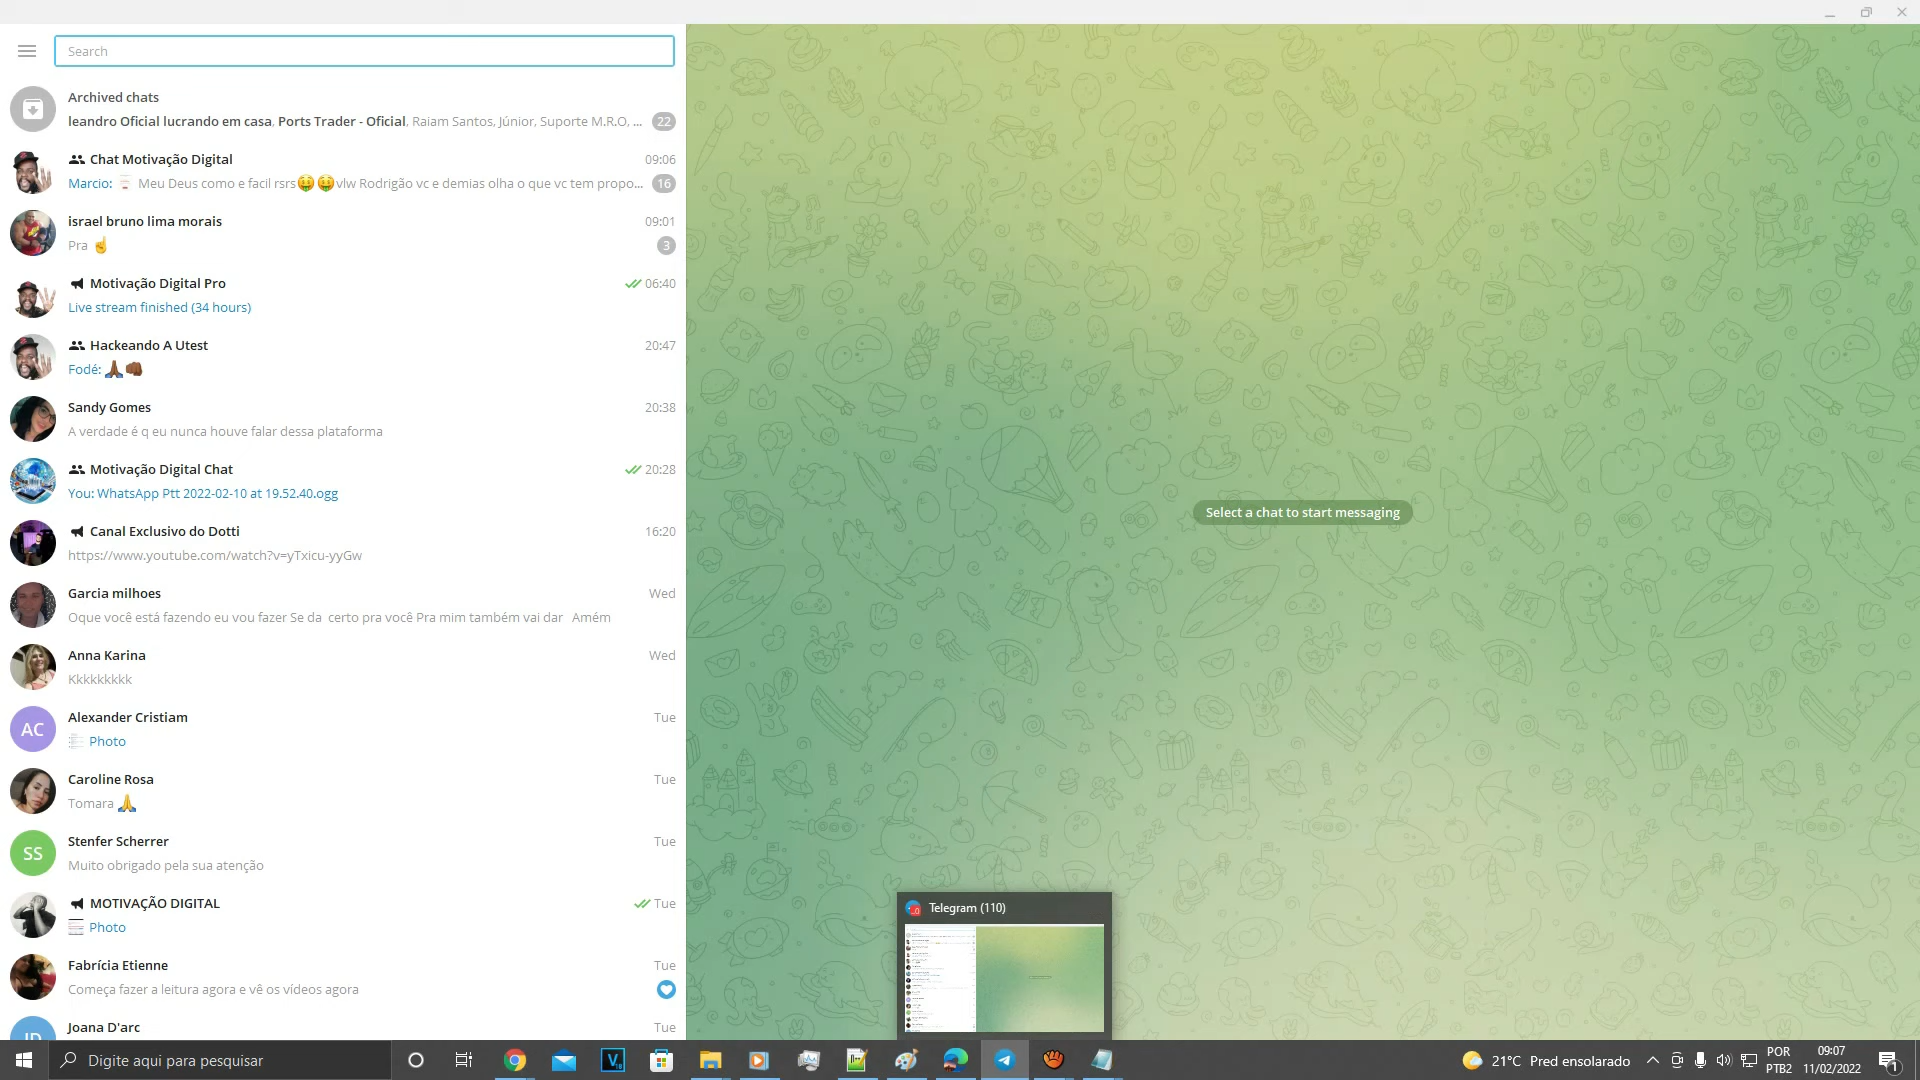 Search
Archived chats
leandro Oficial lucrando em casa, Ports Trader - Oficial, Raiam Santos, Júnior, Suporte M.R.O, ... 22
Chat Motivação Digital 09:06
Marcio: Meu Deus como e facil rsrs🤑🤑vlw Rodrigão vc e demias olha o que vc tem propo... 16
israel bruno lima morais 09:01
Pra ☝ 3
Motivação Digital Pro 06:40
Live stream finished (34 hours)
Hackeando A Utest 20:47
Fodé: 🙏🏾👊🏾
Sandy Gomes 20:38
A verdade é q eu nunca houve falar dessa plataforma
Motivação Digital Chat 20:28
You: WhatsApp Ptt 2022-02-10 at 19.52.40.ogg
Canal Exclusivo do Dotti 16:20
https://www.youtube.com/watch?v=yTxicu-yyGw
Garcia milhoes Wed
Oque você está fazendo eu vou fazer Se da certo pra você Pra mim também vai dar Amém
Anna Karina Wed
Kkkkkkkkk
AC
Alexander Cristiam Tue
Photo
Caroline Rosa Tue
Tomara 🙏
SS
Stenfer Scherrer Tue
Muito obrigado pela sua atenção
MOTIVAÇÃO DIGITAL Tue
Photo
Fabrícia Etienne Tue
Começa fazer a leitura agora e vê os vídeos agora
JD
Joana D'arc Tue
Select a chat to start messaging
Telegram (110)
Digite aqui para pesquisar
21°C Pred ensolarado
POR
PTB2
09:07
11/02/2022
1